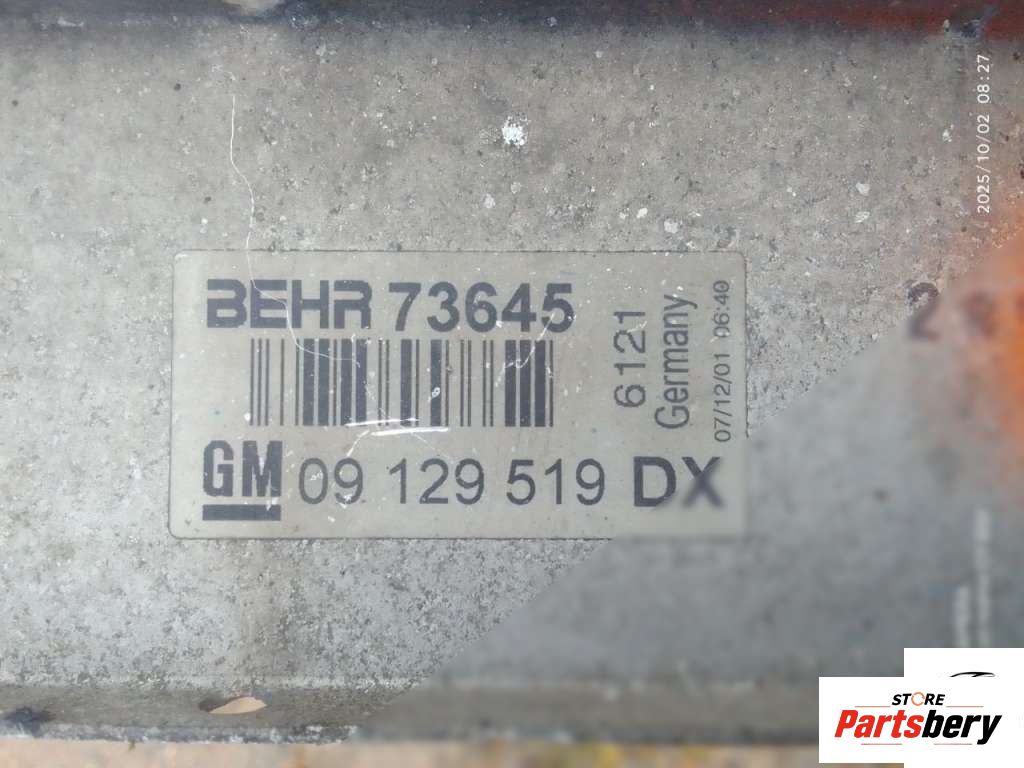 BEHR 73645
GM 09 129 519 DX
6121
Germany
07/12/01 06:40
2025/10/02 08:27
STORE
Partsbery